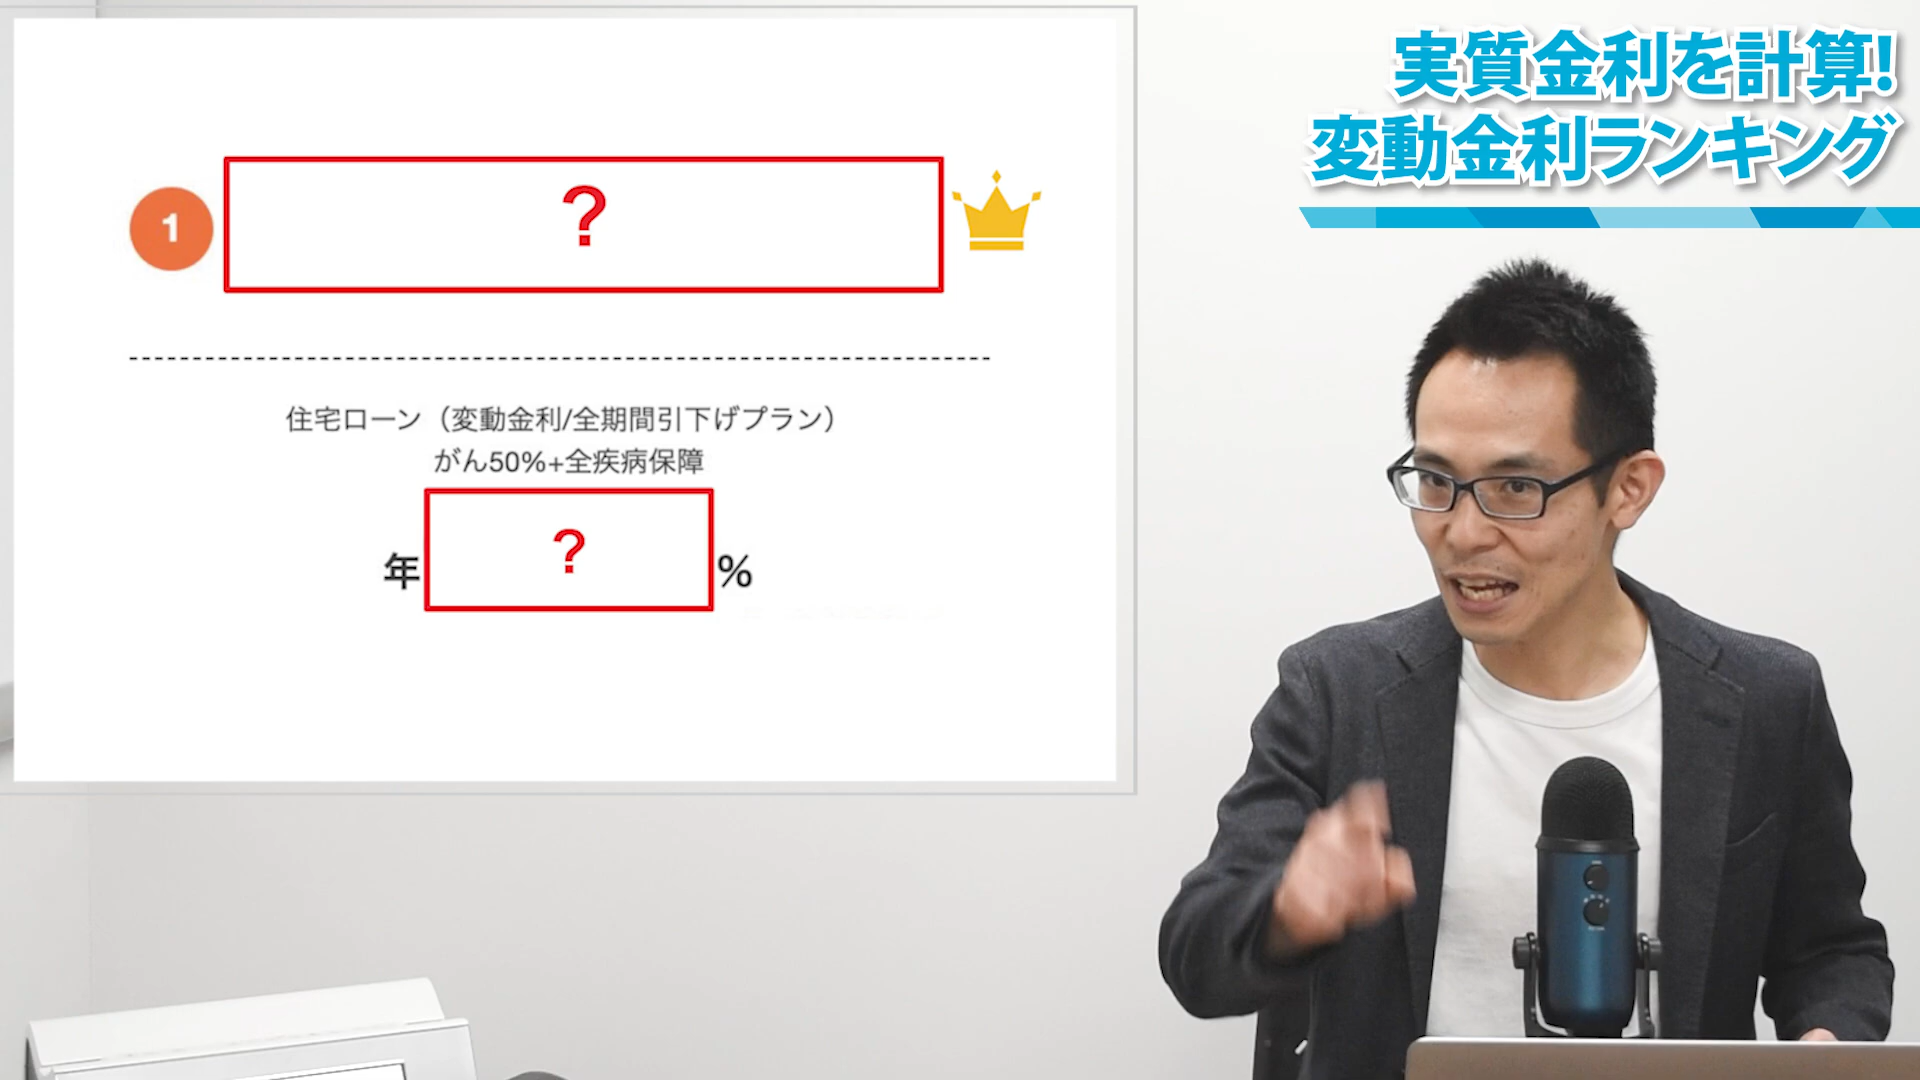 実質金利を計算!
変動金利ランキング
1
?
住宅ローン（変動金利/全期間引下げプラン）
がん50%+全疾病保障
年 ? %